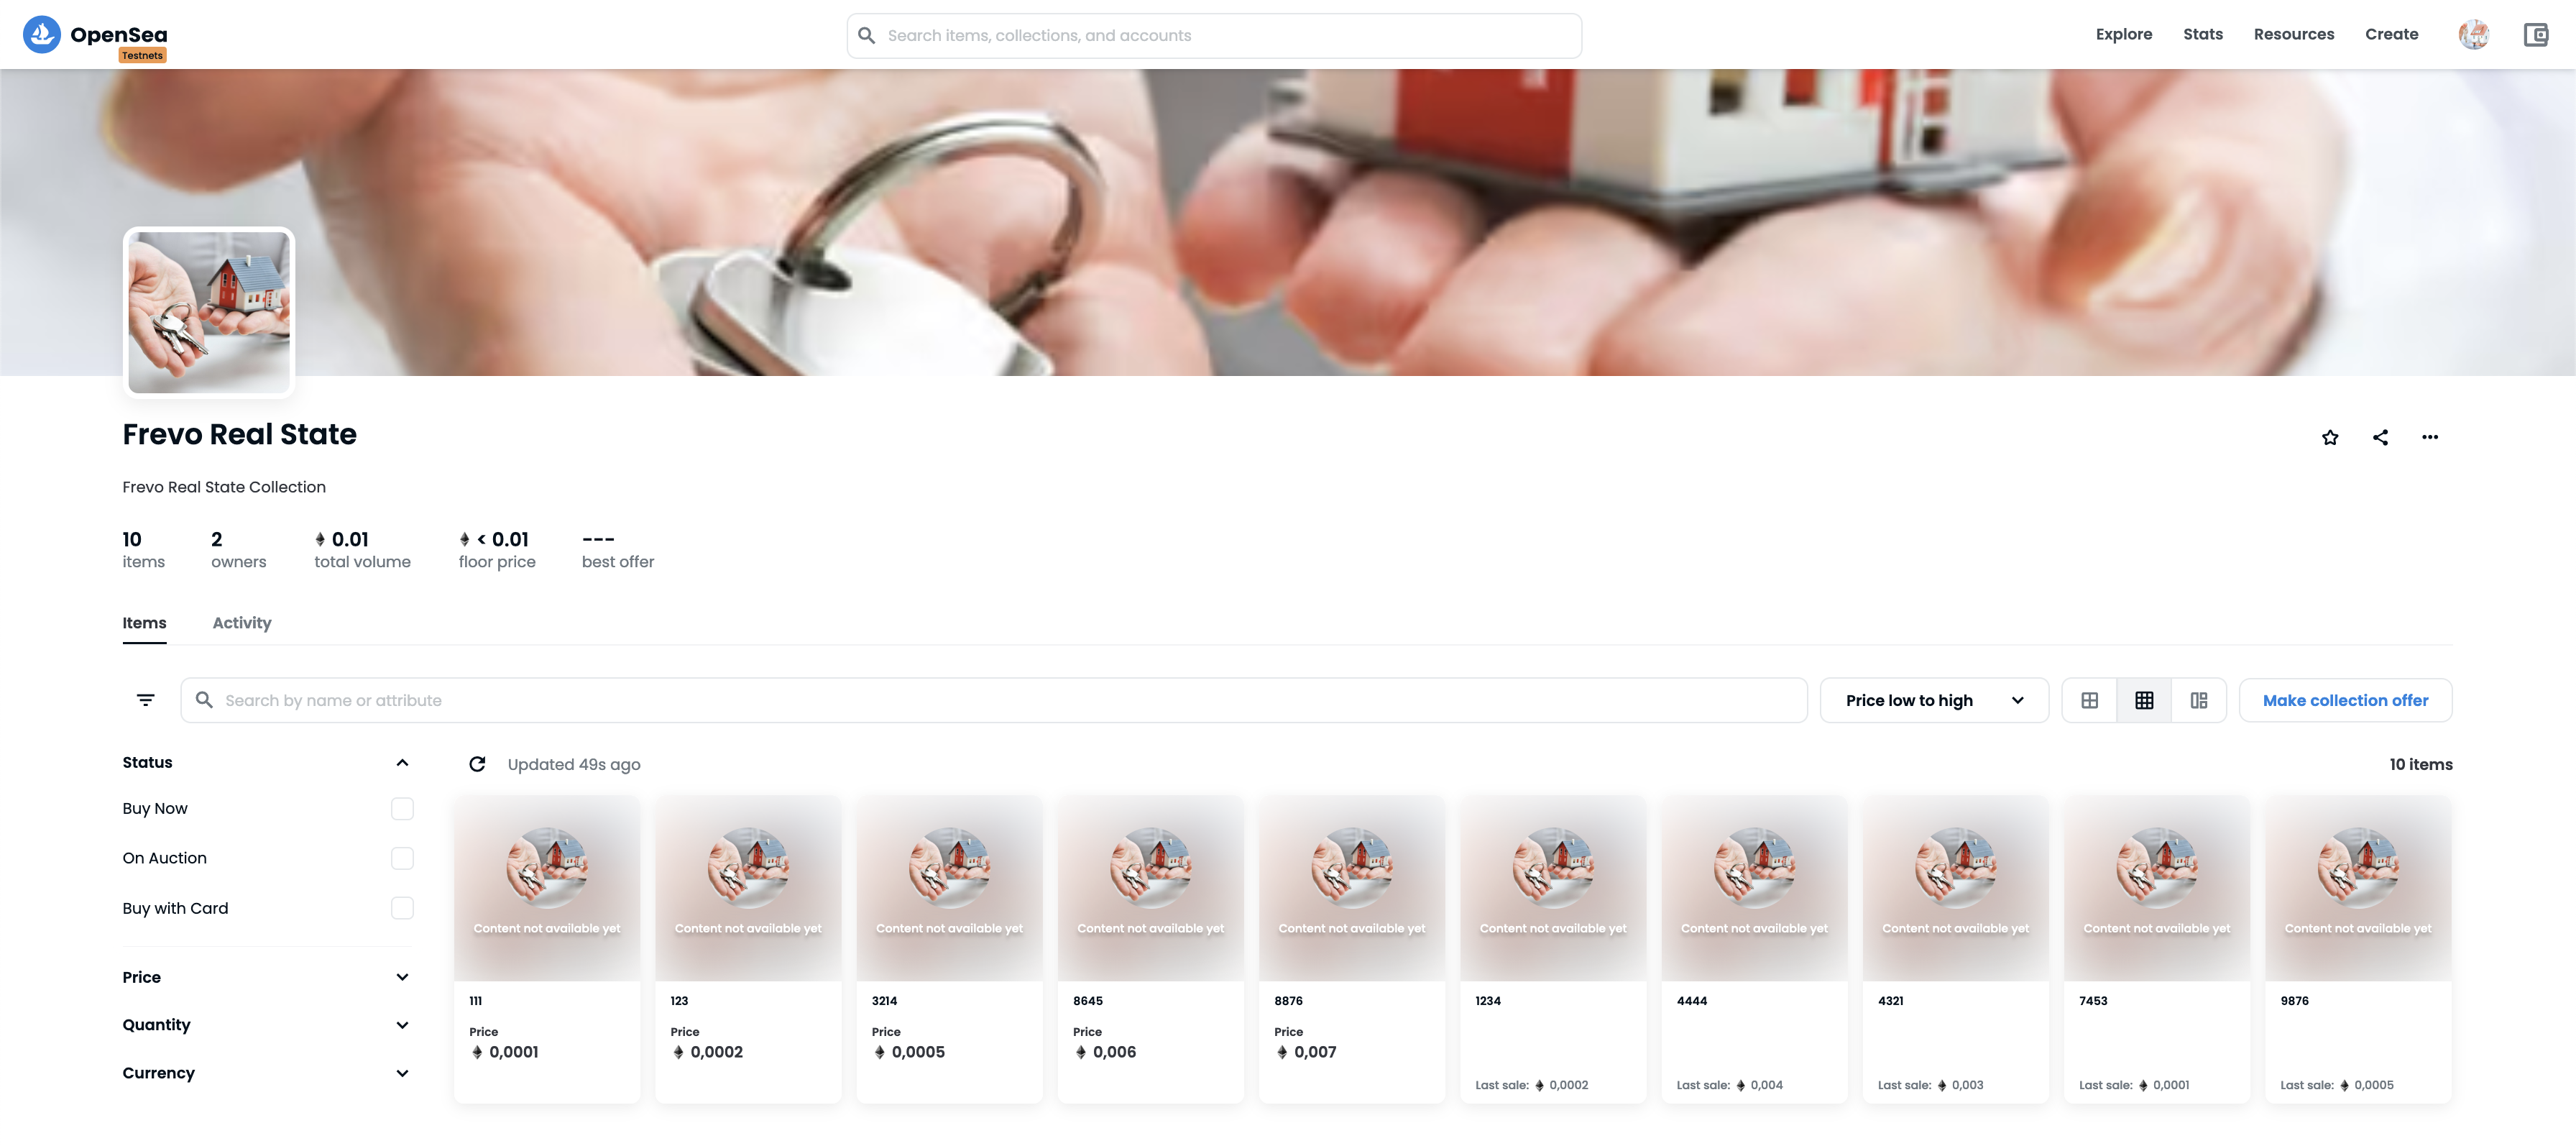 OpenSea
Testnets
Search items, collections, and accounts
Explore Stats Resources Create
Frevo Real State
Frevo Real State Collection
10 2 0.01 < 0.01 ---
items owners total volume floor price best offer
Items Activity
Search by name or attribute
Price low to high
Make collection offer
Status
Updated 49s ago
10 items
Buy Now
On Auction
Buy with Card
Price
Quantity
Currency
Content not available yet
111
Price
0,0001
Content not available yet
123
Price
0,0002
Content not available yet
3214
Price
0,0005
Content not available yet
8645
Price
0,006
Content not available yet
8876
Price
0,007
Content not available yet
1234
Last sale: 0,0002
Content not available yet
4444
Last sale: 0,004
Content not available yet
4321
Last sale: 0,003
Content not available yet
7453
Last sale: 0,0001
Content not available yet
9876
Last sale: 0,0005